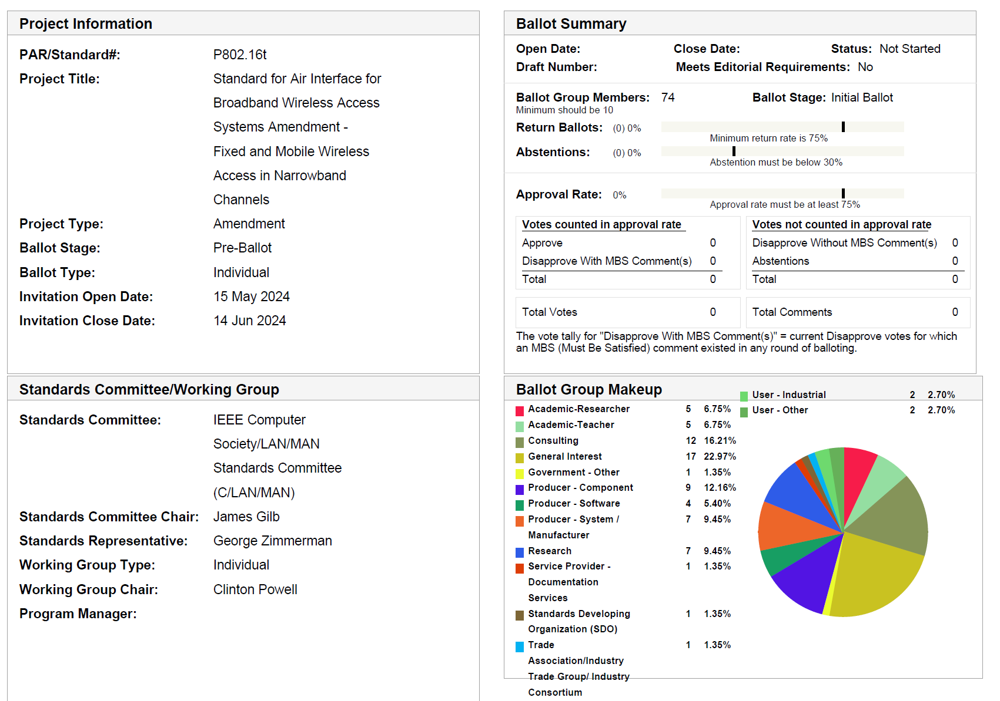 Project Information
PAR/Standard#: P802.16t
Project Title: Standard for Air Interface for
Broadband Wireless Access
Systems Amendment -
Fixed and Mobile Wireless
Access in Narrowband
Channels
Project Type: Amendment
Ballot Stage: Pre-Ballot
Ballot Type: Individual
Invitation Open Date: 15 May 2024
Invitation Close Date: 14 Jun 2024
Ballot Summary
Open Date: Close Date: Status: Not Started
Draft Number: Meets Editorial Requirements: No
Ballot Group Members: 74 Ballot Stage: Initial Ballot
Minimum should be 10
Return Ballots: (0) 0%
Minimum return rate is 75%
Abstentions: (0) 0%
Abstention must be below 30%
Approval Rate: 0%
Approval rate must be at least 75%
Votes counted in approval rate
Approve 0
Disapprove With MBS Comment(s) 0
Total 0
Votes not counted in approval rate
Disapprove Without MBS Comment(s) 0
Abstentions 0
Total 0
Total Votes 0
Total Comments 0
The vote tally for "Disapprove With MBS Comment(s)" = current Disapprove votes for which
an MBS (Must Be Satisfied) comment existed in any round of balloting.
Standards Committee/Working Group
Standards Committee: IEEE Computer
Society/LAN/MAN
Standards Committee
(C/LAN/MAN)
Standards Committee Chair: James Gilb
Standards Representative: George Zimmerman
Working Group Type: Individual
Working Group Chair: Clinton Powell
Program Manager:
Ballot Group Makeup
Academic-Researcher 5 6.75%
Academic-Teacher 5 6.75%
Consulting 12 16.21%
General Interest 17 22.97%
Government - Other 1 1.35%
Producer - Component 9 12.16%
Producer - Software 4 5.40%
Producer - System / 7 9.45%
Manufacturer
Research 7 9.45%
Service Provider - 1 1.35%
Documentation
Services
Standards Developing 1 1.35%
Organization (SDO)
Trade 1 1.35%
Association/Industry
Trade Group/ Industry
Consortium
User - Industrial 2 2.70%
User - Other 2 2.70%